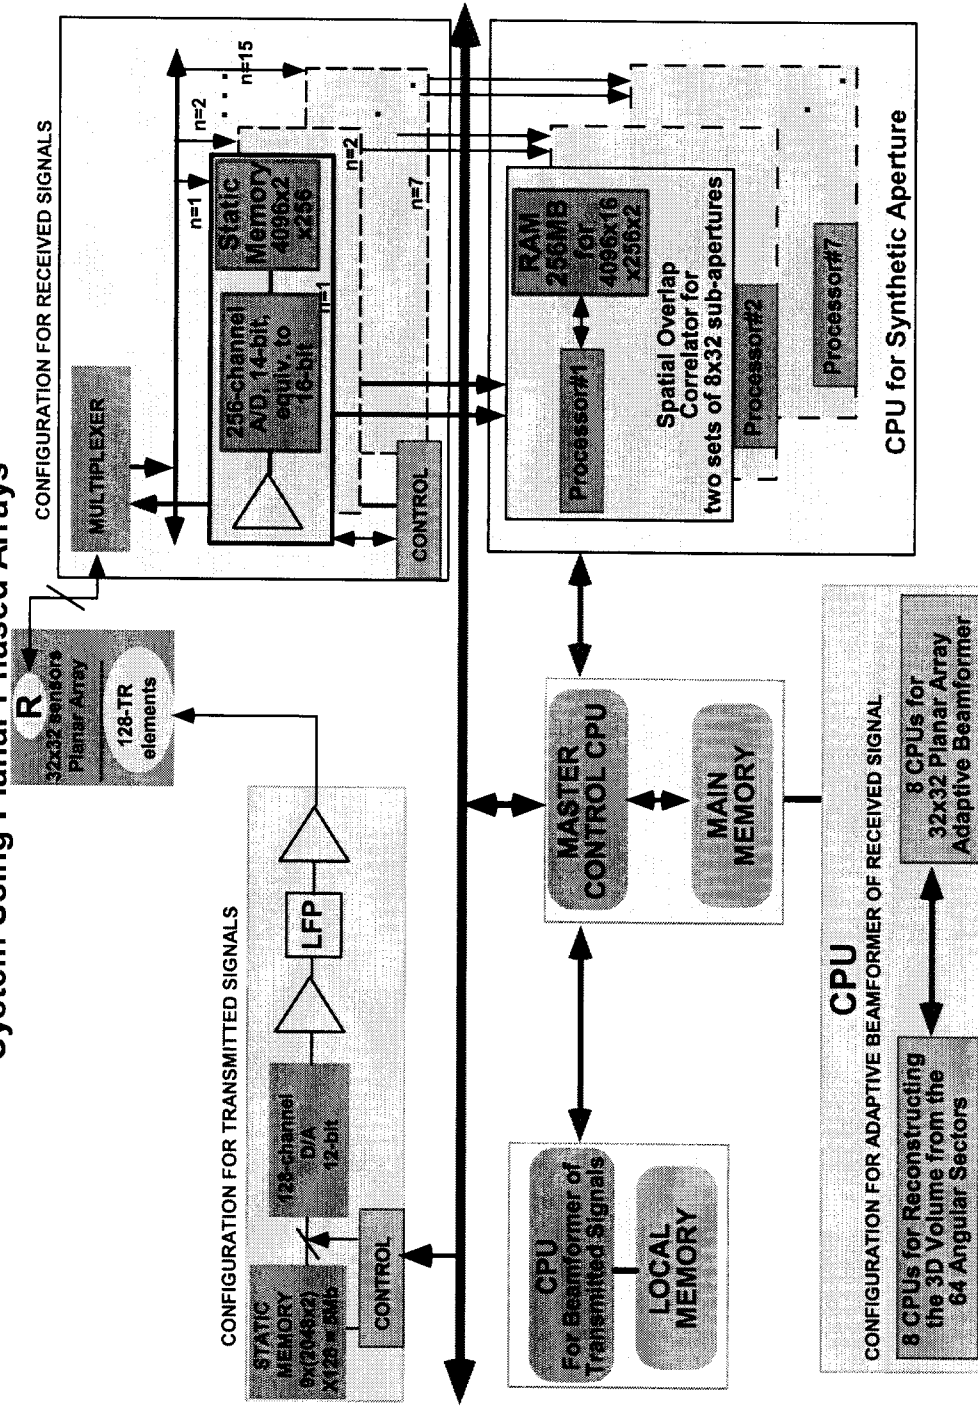 System Using Planar Phased Arrays
CONFIGURATION FOR TRANSMITTED SIGNALS
STATIC
MEMORY
X128 = 5Mb
128-channel
D/A
12-bit
LFP
CONTROL
R
32x32 sensors
Planar Array
128-TR
elements
CONFIGURATION FOR RECEIVED SIGNALS
MULTIPLEXER
n=1
n=2
n=15
256-channel
A/D, 14-bit,
equiv. to
16-bit
Static
Memory
4096x2
x256
n=1
n=2
n=7
CONTROL
CPU
For Beamformer of
Transmitted Signals
LOCAL
MEMORY
MASTER
CONTROL CPU
MAIN
MEMORY
RAM
256MB
for
4096x16
x256x2
Processor#1
Spatial Overlap
Correlator for
two sets of 8x32 sub-apertures
Processor#2
Processor#7
CPU for Synthetic Aperture
CPU
CONFIGURATION FOR ADAPTIVE BEAMFORMER OF RECEIVED SIGNAL
8 CPUs for Reconstructing
the 3D Volume from the
64 Angular Sectors
8 CPUs for
32x32 Planar Array
Adaptive Beamformer